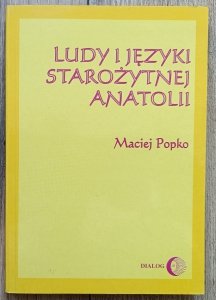 LUDY I JĘZYKI
STAROŻYTNEJ
ANATOLII
Maciej Popko
DIALOG